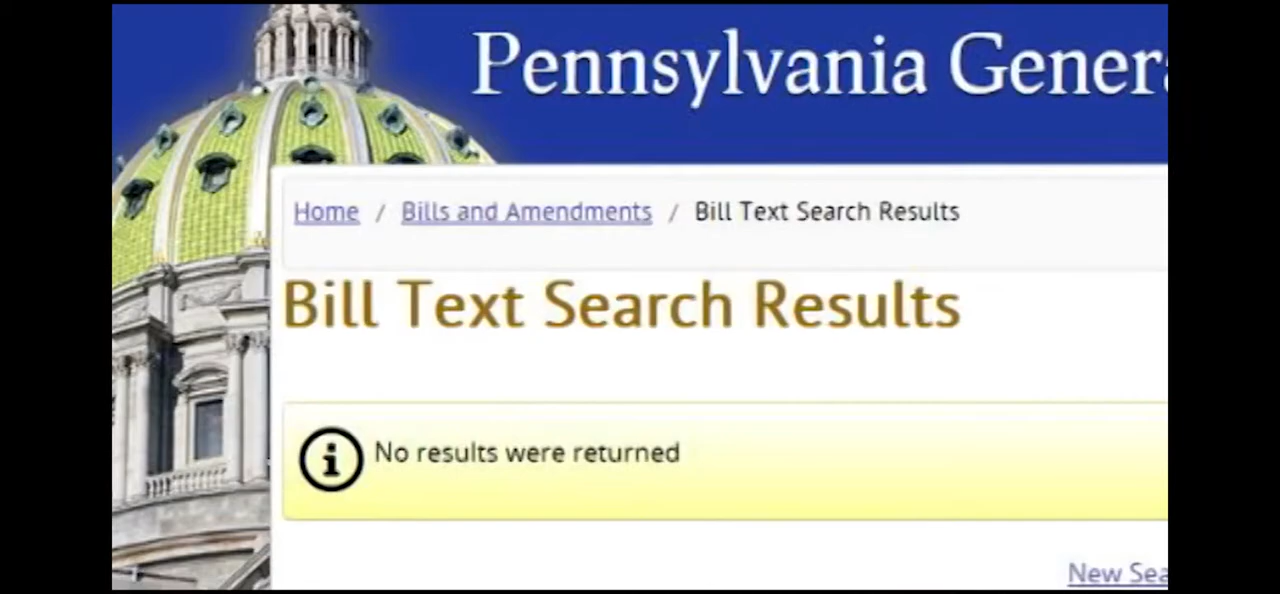 Pennsylvania Genera
Home / Bills and Amendments / Bill Text Search Results
Bill Text Search Results
No results were returned
New Sea